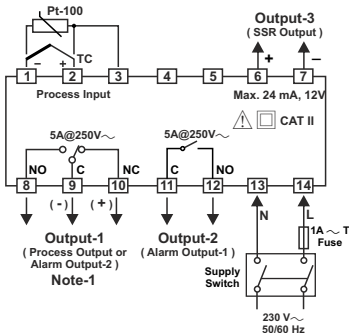 Pt-100
Output-3
( SSR Output )
– + TC
+ –
1 2 3 4 5 6 7
Process Input
Max. 24 mA, 12V
CAT II
5A@250V～
5A@250V～
NO C NC C NO
8 9 10 11 12 13 14
( - ) ( + )
N L
1A ～ T
Fuse
Output-1
( Process Output or
Alarm Output-2 )
Note-1
Output-2
( Alarm Output-1 )
Supply
Switch
230 V～
50/60 Hz